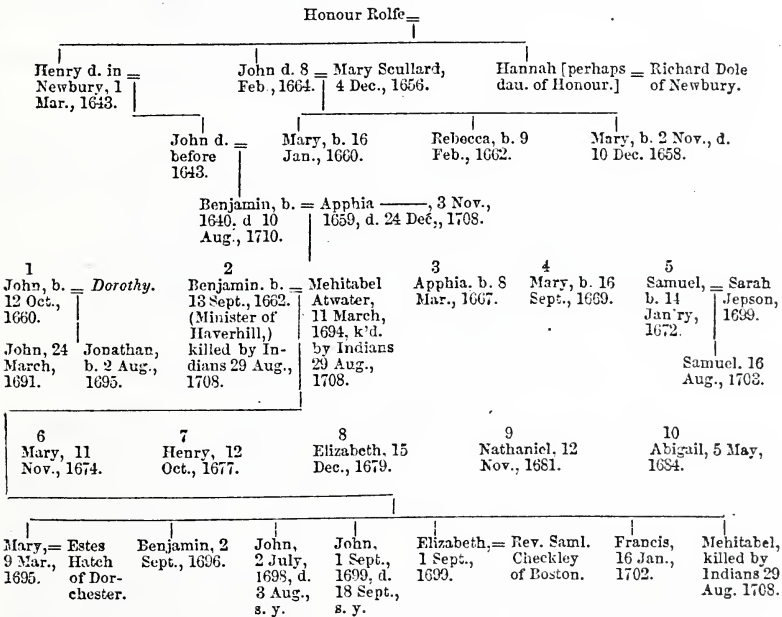 Honour Rolfe=
Henry d. in =
Newbury, 1
Mar., 1643.
John d. 8 = Mary Scullard,
Feb., 1664. 4 Dec., 1656.
Hannah [perhaps = Richard Dole
dau. of Honour.] of Newbury.
John d. =
before
1643.
Mary, b. 16
Jan., 1660.
Rebecca, b. 9
Feb., 1662.
Mary, b. 2 Nov., d.
10 Dec. 1658.
Benjamin, b. = Apphia ———, 3 Nov.,
1640. d 10 1659, d. 24 Dec., 1708.
Aug., 1710.
1
John, b. = Dorothy.
12 Oct.,
1660.
John, 24
March,
1691.
Jonathan,
b. 2 Aug.,
1695.
2
Benjamin. b. = Mehitabel
13 Sept., 1662. Atwater,
(Minister of 11 March,
Haverhill,) 1694, k'd.
killed by In- by Indians
dians 29 Aug., 29 Aug.,
1708. 1708.
3
Apphia. b. 8
Mar., 1667.
4
Mary, b. 16
Sept., 1669.
5
Samuel, = Sarah
b. 14 Jepson,
Jan'ry, 1699.
1672.
Samuel. 16
Aug., 1703.
6
Mary, 11
Nov., 1674.
7
Henry, 12
Oct., 1677.
8
Elizabeth, 15
Dec., 1679.
9
Nathaniel, 12
Nov., 1681.
10
Abigail, 5 May,
1684.
Mary, = Estes
9 Mar., Hatch
1695. of Dor-
chester.
Benjamin, 2
Sept., 1696.
John,
2 July,
1698, d.
3 Aug.,
s. y.
John,
1 Sept.,
1699, d.
18 Sept.,
s. y.
Elizabeth, = Rev. Saml.
1 Sept., Checkley
1699. of Boston.
Francis,
16 Jan.,
1702.
Mehitabel,
killed by
Indians 29
Aug. 1708.